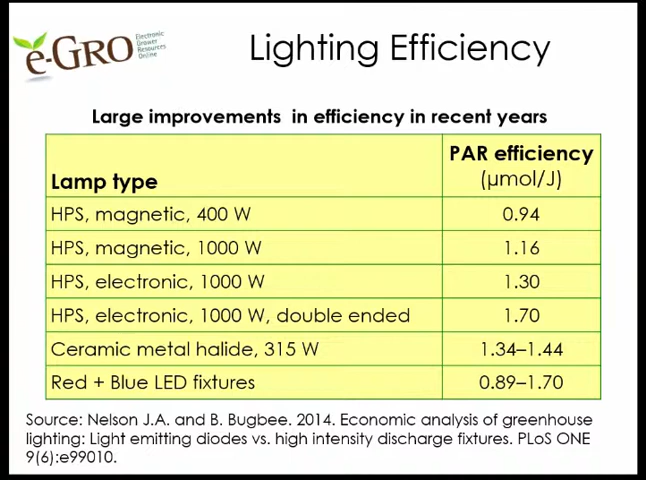 e-GRO
Electronic
Grower
Resources
Online
Lighting Efficiency
Large improvements in efficiency in recent years
Lamp type
PAR efficiency
(µmol/J)
HPS, magnetic, 400 W 0.94
HPS, magnetic, 1000 W 1.16
HPS, electronic, 1000 W 1.30
HPS, electronic, 1000 W, double ended 1.70
Ceramic metal halide, 315 W 1.34–1.44
Red + Blue LED fixtures 0.89–1.70
Source: Nelson J.A. and B. Bugbee. 2014. Economic analysis of greenhouse
lighting: Light emitting diodes vs. high intensity discharge fixtures. PLoS ONE
9(6):e99010.